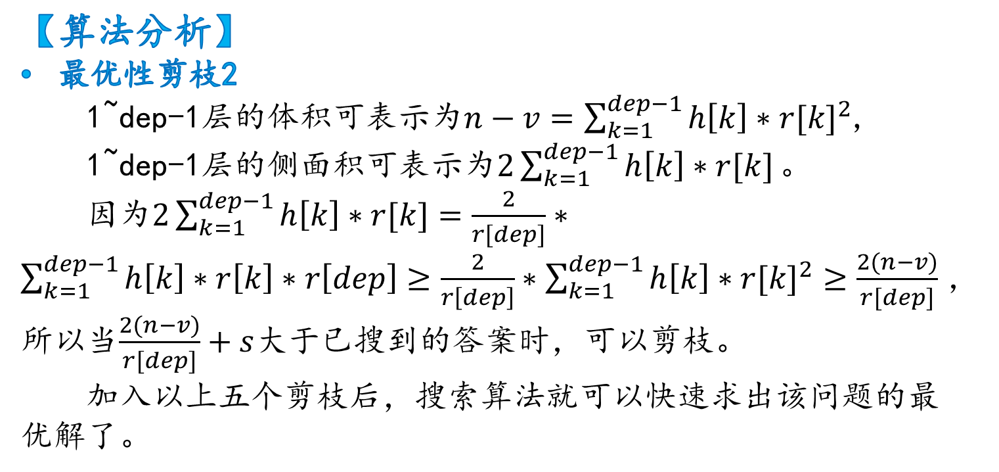 【算法分析】
• 最优性剪枝2
1~dep-1层的体积可表示为$n - v = \sum_{k=1}^{dep-1} h[k] * r[k]^2$,
1~dep-1层的侧面积可表示为$2 \sum_{k=1}^{dep-1} h[k] * r[k]$。
因为$2 \sum_{k=1}^{dep-1} h[k] * r[k] = \frac{2}{r[dep]} *$
$\sum_{k=1}^{dep-1} h[k] * r[k] * r[dep] \geq \frac{2}{r[dep]} * \sum_{k=1}^{dep-1} h[k] * r[k]^2 \geq \frac{2(n-v)}{r[dep]}$,
所以当$\frac{2(n-v)}{r[dep]} + s$大于已搜到的答案时，可以剪枝。
加入以上五个剪枝后，搜索算法就可以快速求出该问题的最
优解了。